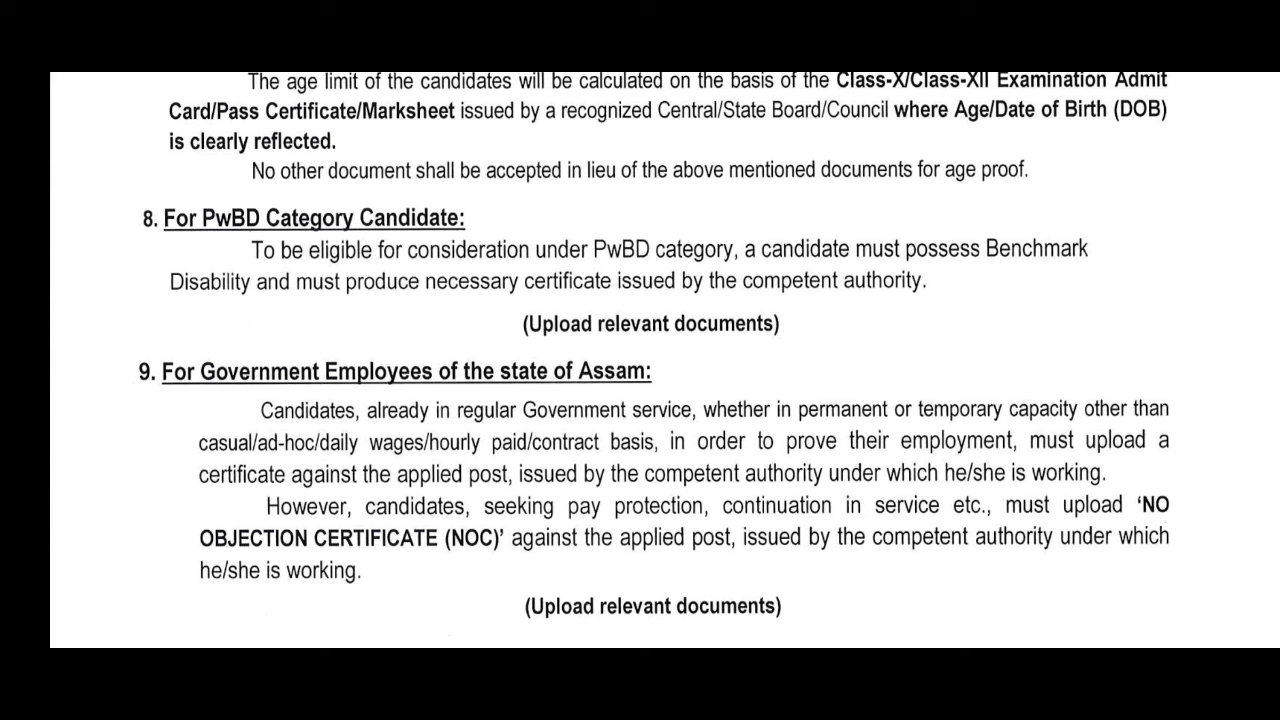 The age limit of the candidates will be calculated on the basis of the Class-X/Class-XII Examination Admit
Card/Pass Certificate/Marksheet issued by a recognized Central/State Board/Council where Age/Date of Birth (DOB)
is clearly reflected.
No other document shall be accepted in lieu of the above mentioned documents for age proof.
8. For PwBD Category Candidate:
To be eligible for consideration under PwBD category, a candidate must possess Benchmark
Disability and must produce necessary certificate issued by the competent authority.
(Upload relevant documents)
9. For Government Employees of the state of Assam:
Candidates, already in regular Government service, whether in permanent or temporary capacity other than
casual/ad-hoc/daily wages/hourly paid/contract basis, in order to prove their employment, must upload a
certificate against the applied post, issued by the competent authority under which he/she is working.
However, candidates, seeking pay protection, continuation in service etc., must upload ‘NO
OBJECTION CERTIFICATE (NOC)’ against the applied post, issued by the competent authority under which
he/she is working.
(Upload relevant documents)